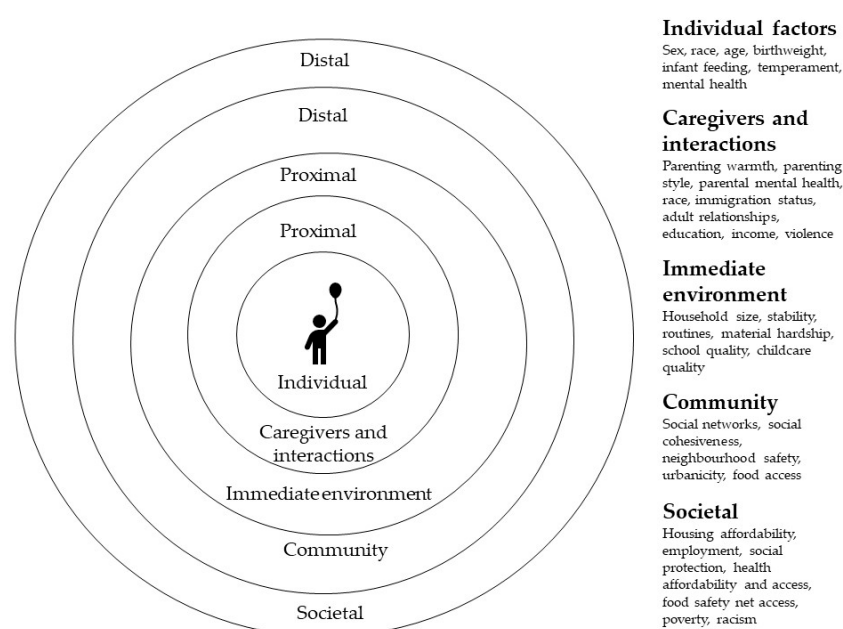 Distal
Distal
Proximal
Proximal
Individual
Caregivers and
interactions
Immediate environment
Community
Societal
Individual factors
Sex, race, age, birthweight,
infant feeding, temperament,
mental health
Caregivers and
interactions
Parenting warmth, parenting
style, parental mental health,
race, immigration status,
adult relationships,
education, income, violence
Immediate
environment
Household size, stability,
routines, material hardship,
school quality, childcare
quality
Community
Social networks, social
cohesiveness,
neighbourhood safety,
urbanicity, food access
Societal
Housing affordability,
employment, social
protection, health
affordability and access,
food safety net access,
poverty, racism